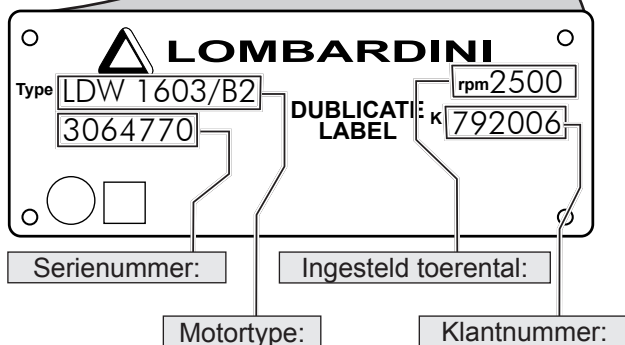 LOMBARDINI
Type LDW 1603/B2 rpm 2500
3064770 DUBLICATE LABEL K 792006
Serienummer: Ingesteld toerental:
Motortype: Klantnummer: